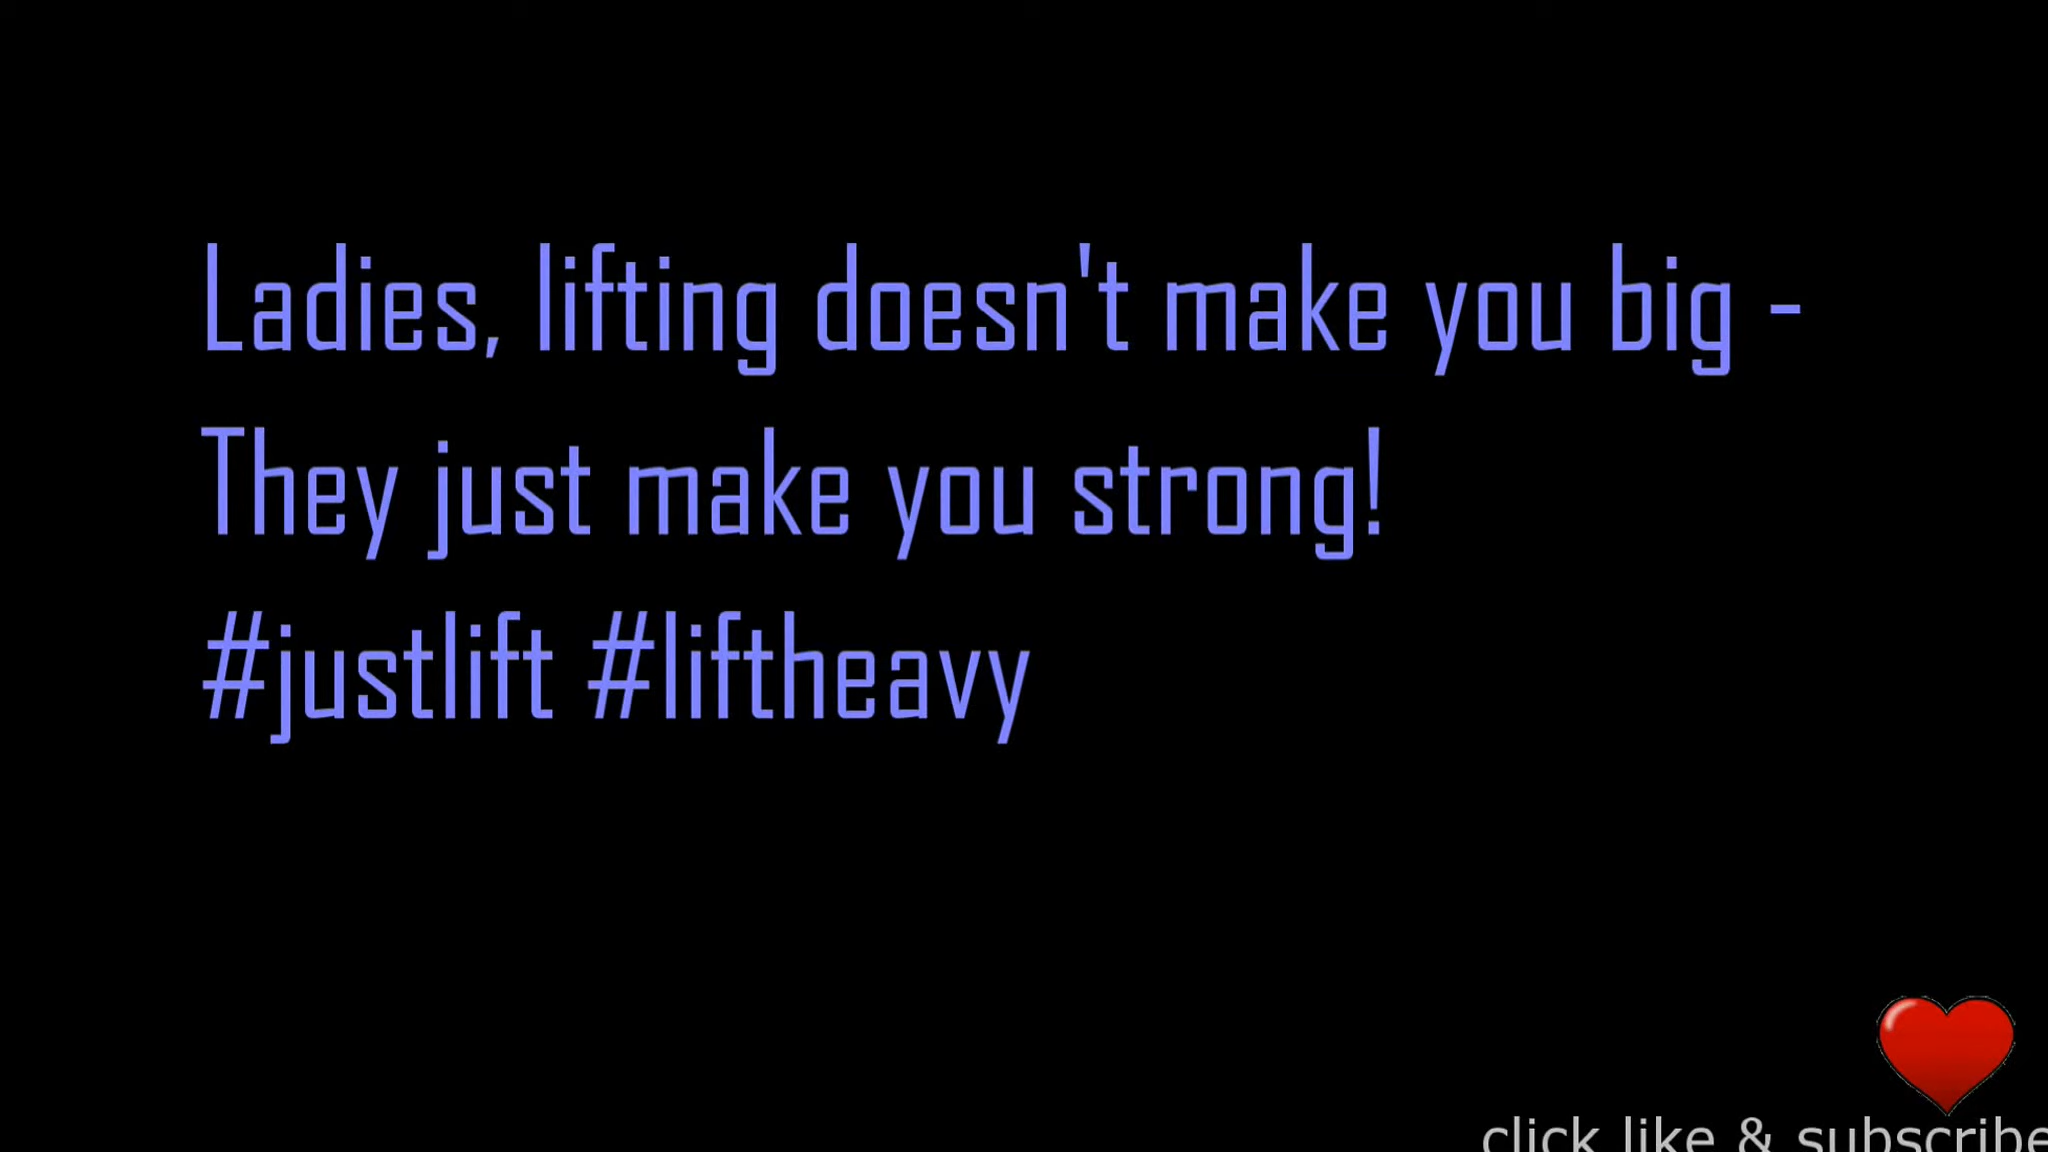 Ladies, lifting doesn't make you big -
They just make you strong!
#justlift #liftheavy
click like & subscribe